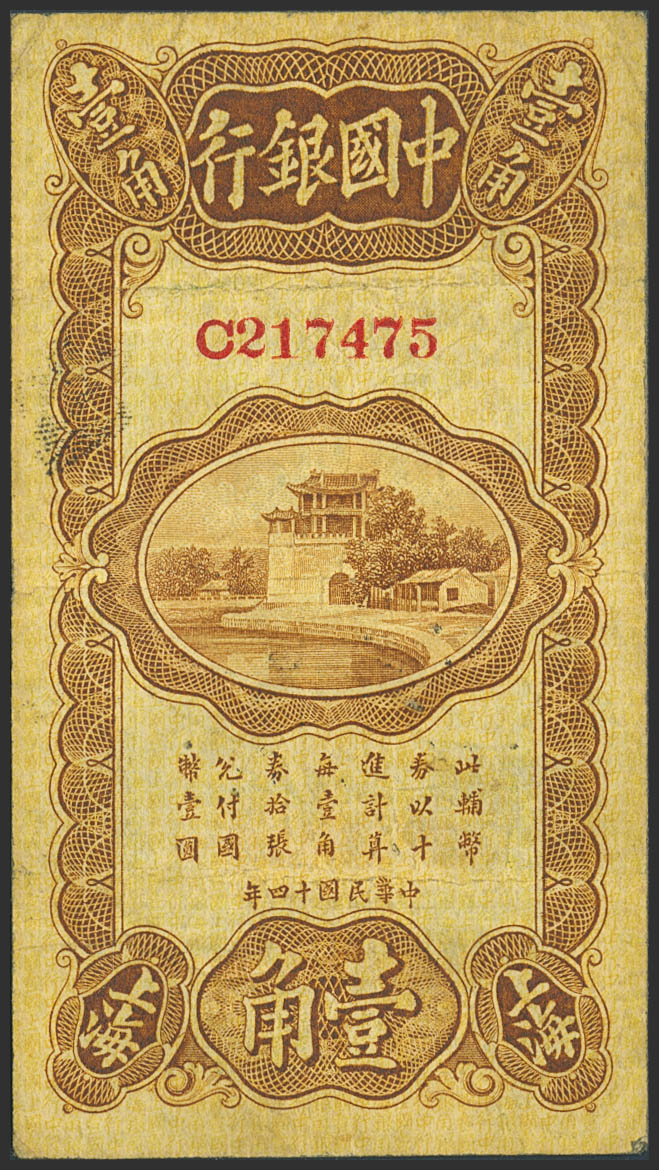 中國銀行
壹角
壹角
C217475
此輔幣
券以十
進計算
每壹角
券拾張
兌付國
幣壹圓
中華民國十四年
壹角
上海
上海